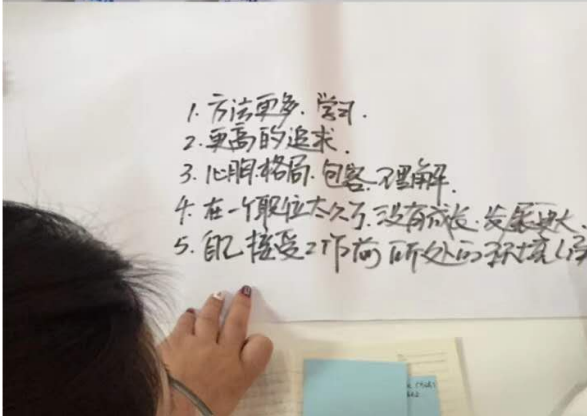 1. 方法更多. 学习.
2. 更高的追求.
3. 心胸格局. 包容. 理解.
4. 在一个职位太久了. 没有成长. 发展
5. 自己接受工作 所处的环境